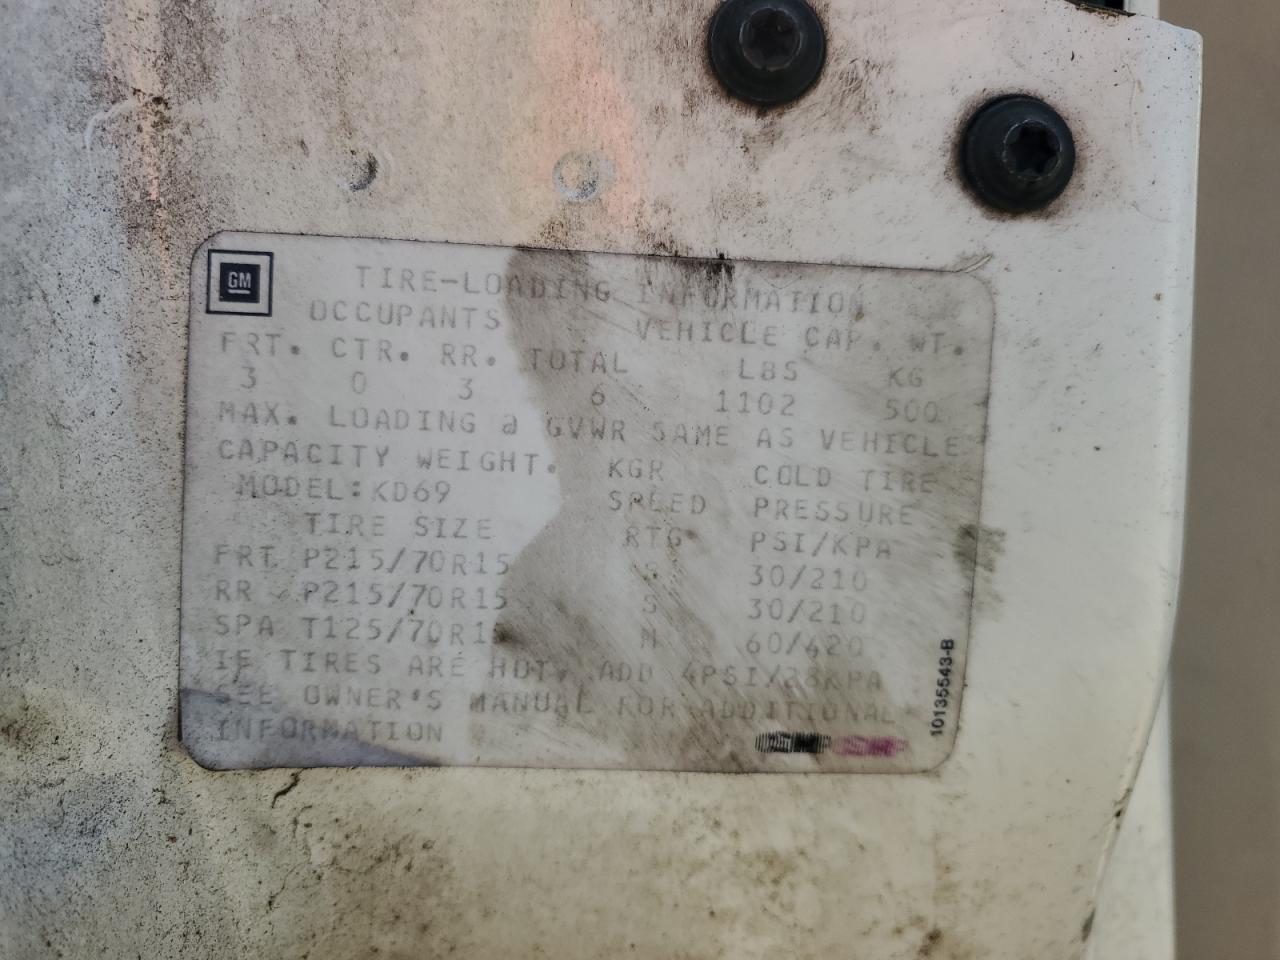 GM
TIRE-LOADING INFORMATION
OCCUPANTS VEHICLE CAP. WT.
FRT. CTR. RR. TOTAL LBS KG
3 0 3 6 1102 500
MAX. LOADING @ GVWR SAME AS VEHICLE
CAPACITY WEIGHT. KGR COLD TIRE
MODEL:KD69 SPEED PRESSURE
TIRE SIZE RTG PSI/KPA
FRT P215/70R15 S 30/210
RR P215/70R15 S 30/210
SPA T125/70R15 M 60/420
IF TIRES ARE HOT, ADD 4PSI/28KPA
SEE OWNER'S MANUAL FOR ADDITIONAL
INFORMATION
10135543-B